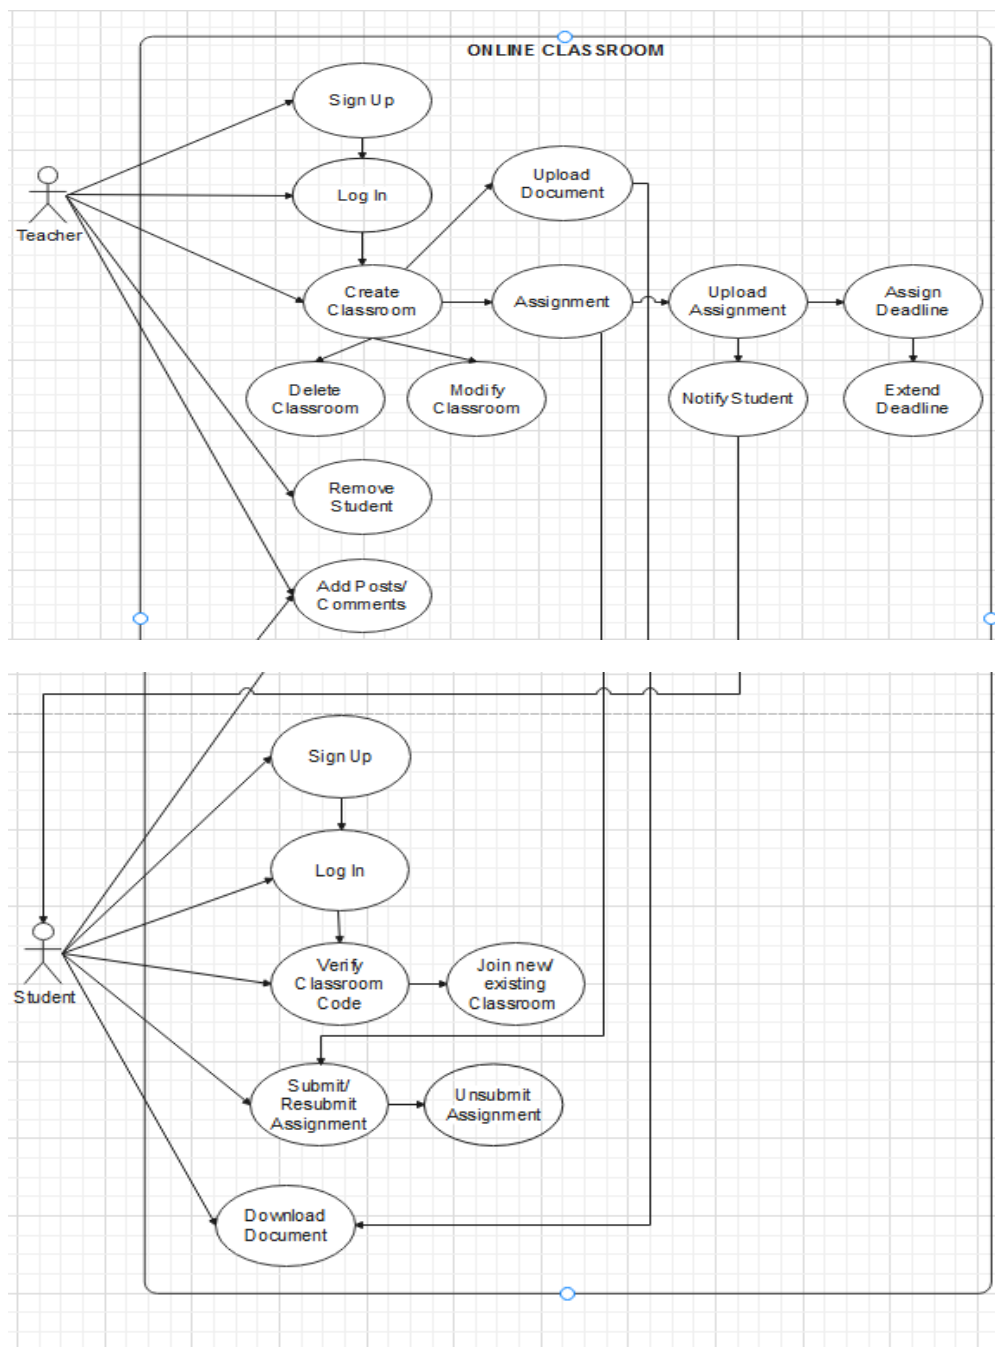 ONLINE CLASSROOM
Sign Up
Log In
Upload
Document
Teacher
Create
Classroom
Assignment
Upload
Assignment
Assign
Deadline
Delete
Classroom
Modify
Classroom
Notify Student
Extend
Deadline
Remove
Student
Add Posts/
Comments
Sign Up
Log In
Student
Verify
Classroom
Code
Join new/
existing
Classroom
Submit/
Resubmit
Assignment
Unsubmit
Assignment
Download
Document